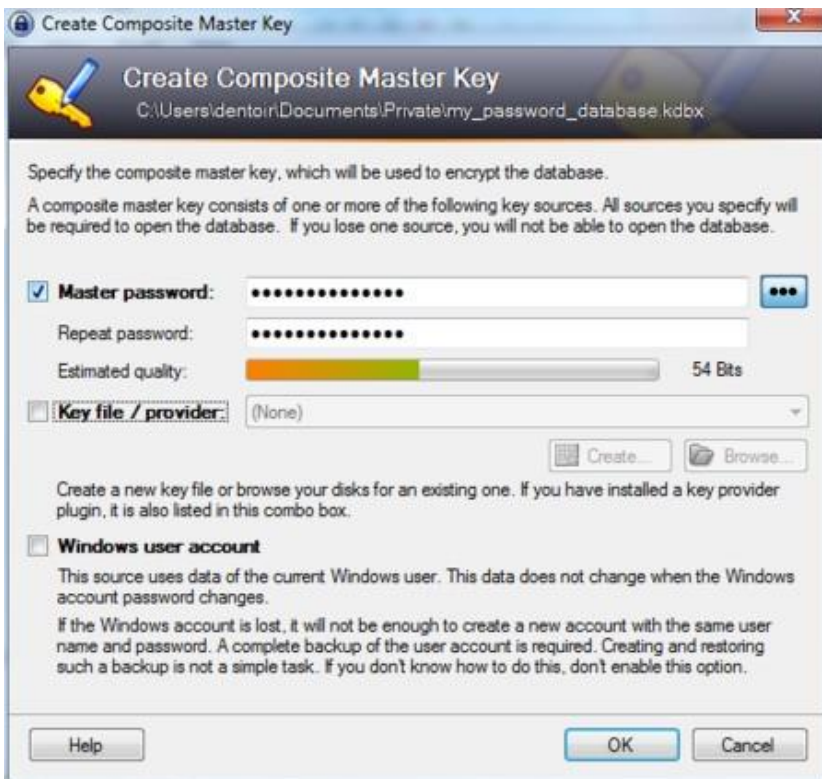 Create Composite Master Key
Create Composite Master Key
C:\Users\dentoir\Documents\Private\my_password_database.kdbx
Specify the composite master key, which will be used to encrypt the database.
A composite master key consists of one or more of the following key sources. All sources you specify will
be required to open the database. If you lose one source, you will not be able to open the database.
Master password: ●●●●●●●●●●●●●●
Repeat password: ●●●●●●●●●●●●●●
Estimated quality: 54 Bits
Key file / provider: (None)
Create... Browse...
Create a new key file or browse your disks for an existing one. If you have installed a key provider
plugin, it is also listed in this combo box.
Windows user account
This source uses data of the current Windows user. This data does not change when the Windows
account password changes.
If the Windows account is lost, it will not be enough to create a new account with the same user
name and password. A complete backup of the user account is required. Creating and restoring
such a backup is not a simple task. If you don't know how to do this, don't enable this option.
Help OK Cancel